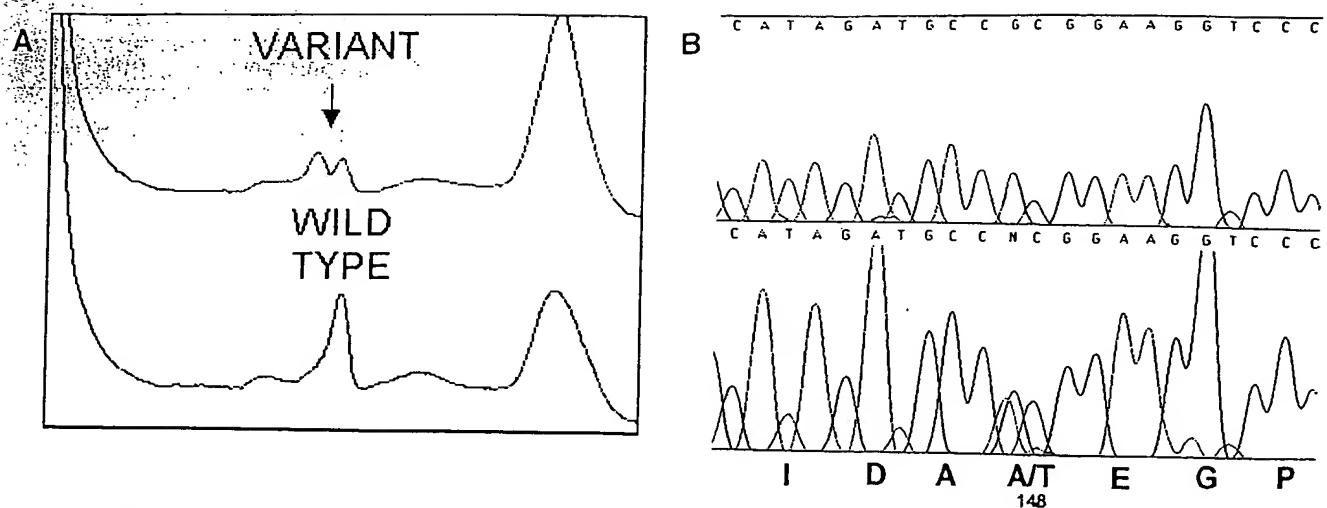 A
VARIANT
WILD
TYPE
B
C A T A G A T G C C G C G G A A G G T C C C
C A T A G A T G C C N C G G A A G G T C C C
I D A A/T E G P
148